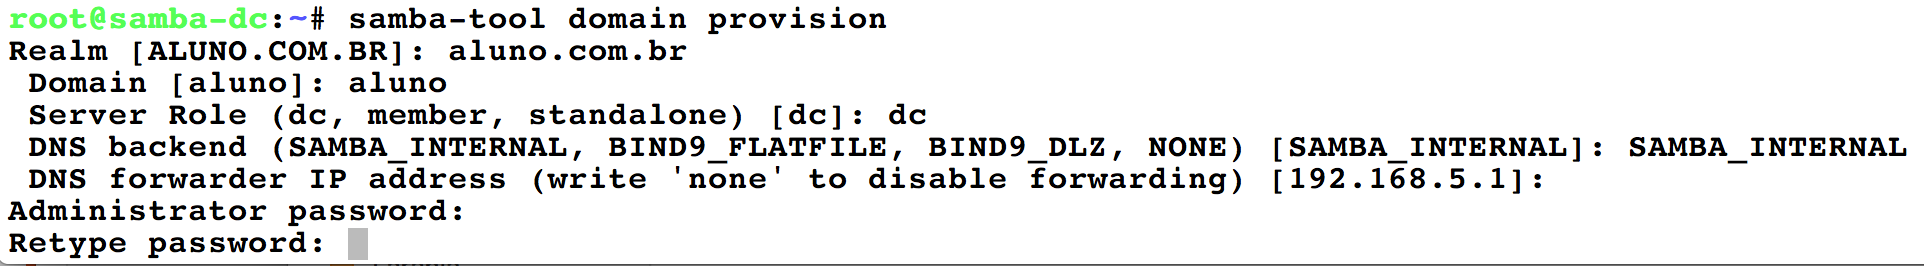 root@samba-dc:~# samba-tool domain provision
Realm [ALUNO.COM.BR]: aluno.com.br
 Domain [aluno]: aluno
 Server Role (dc, member, standalone) [dc]: dc
 DNS backend (SAMBA_INTERNAL, BIND9_FLATFILE, BIND9_DLZ, NONE) [SAMBA_INTERNAL]: SAMBA_INTERNAL
 DNS forwarder IP address (write 'none' to disable forwarding) [192.168.5.1]:
Administrator password:
Retype password: